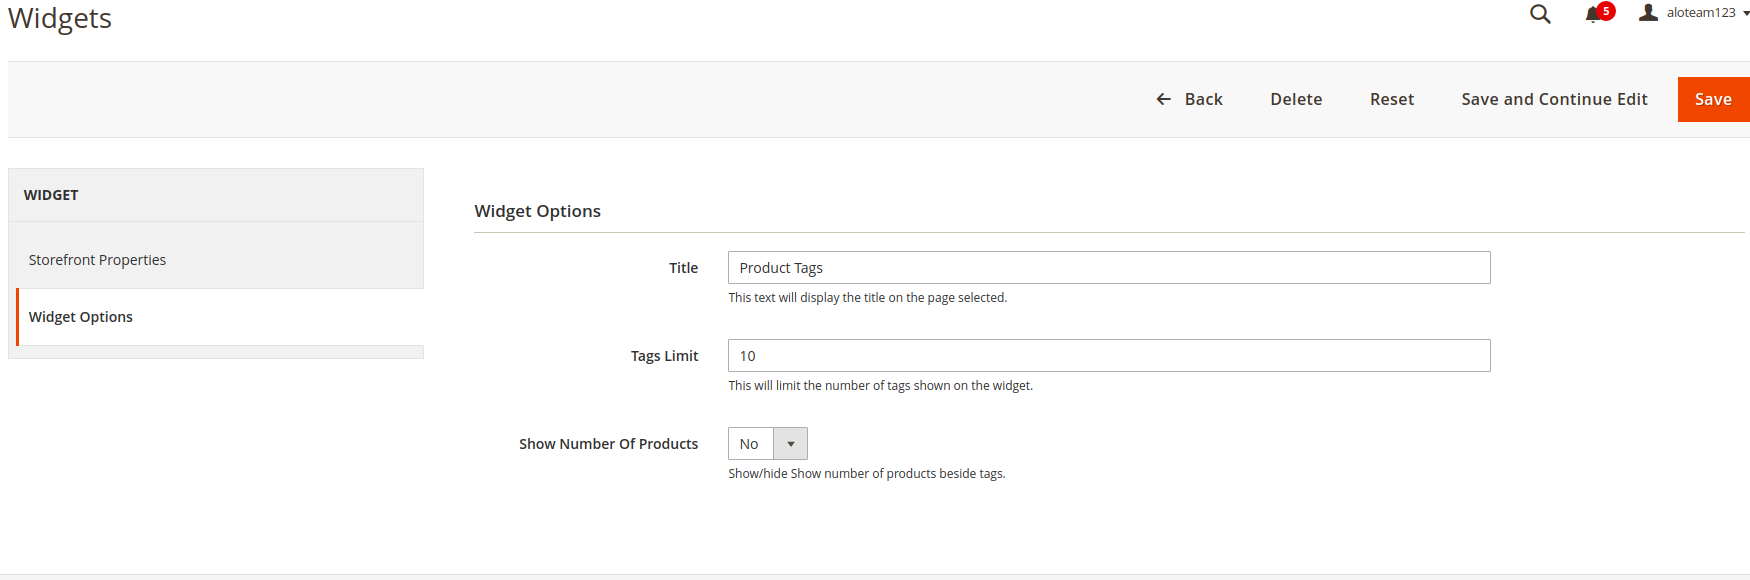 Widgets
5
aloteam123
Back
Delete
Reset
Save and Continue Edit
Save
WIDGET
Storefront Properties
Widget Options
Widget Options
Title
Product Tags
This text will display the title on the page selected.
Tags Limit
10
This will limit the number of tags shown on the widget.
Show Number Of Products
No
Show/hide Show number of products beside tags.